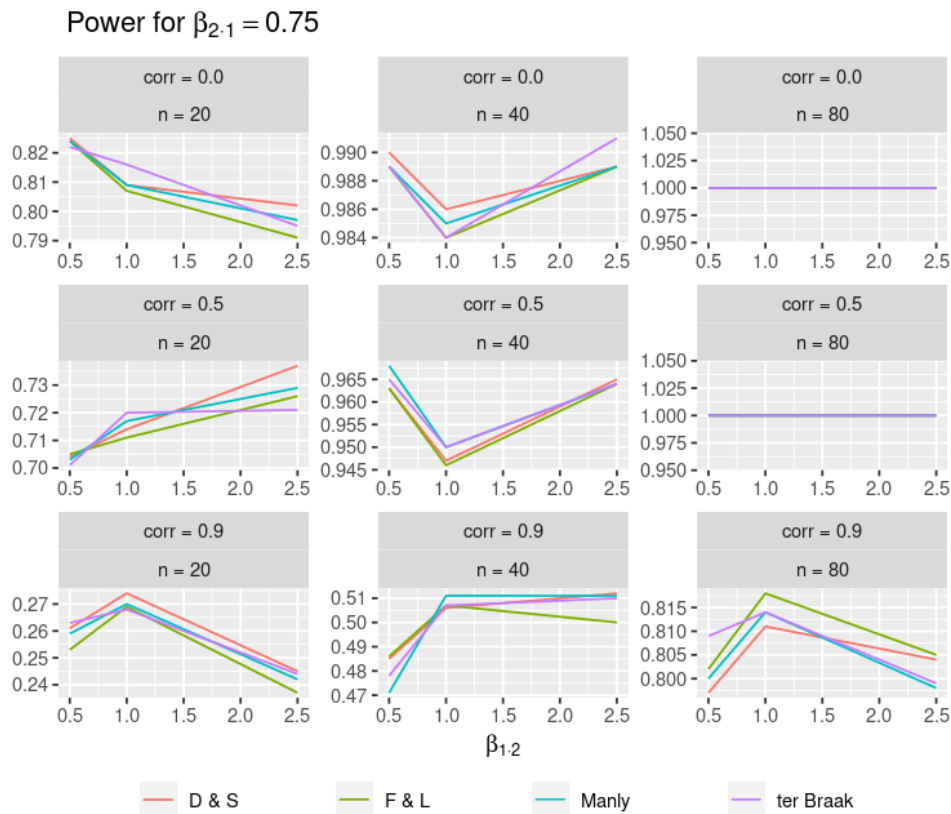 Power for β2·1 = 0.75
corr = 0.0
corr = 0.0
corr = 0.0
n = 20
n = 40
n = 80
0.82
0.81
0.80
0.79
0.5 1.0 1.5 2.0 2.5
0.990
0.988
0.986
0.984
0.5 1.0 1.5 2.0 2.5
1.050
1.025
1.000
0.975
0.950
0.5 1.0 1.5 2.0 2.5
corr = 0.5
corr = 0.5
corr = 0.5
n = 20
n = 40
n = 80
0.73
0.72
0.71
0.70
0.5 1.0 1.5 2.0 2.5
0.965
0.960
0.955
0.950
0.945
0.5 1.0 1.5 2.0 2.5
1.050
1.025
1.000
0.975
0.950
0.5 1.0 1.5 2.0 2.5
corr = 0.9
corr = 0.9
corr = 0.9
n = 20
n = 40
n = 80
0.27
0.26
0.25
0.24
0.5 1.0 1.5 2.0 2.5
0.51
0.50
0.49
0.48
0.47
0.5 1.0 1.5 2.0 2.5
0.815
0.810
0.805
0.800
0.5 1.0 1.5 2.0 2.5
β1·2
D & S
F & L
Manly
ter Braak